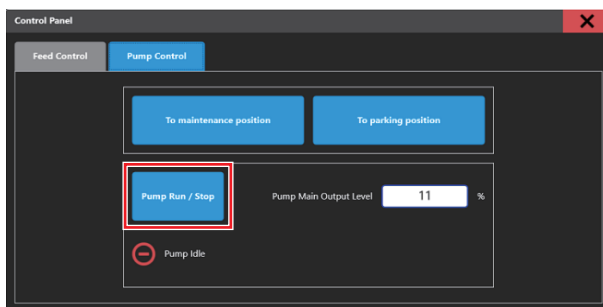 Control Panel
Feed Control
Pump Control
To maintenance position
To parking position
Pump Run / Stop
Pump Main Output Level
11
%
Pump Idle